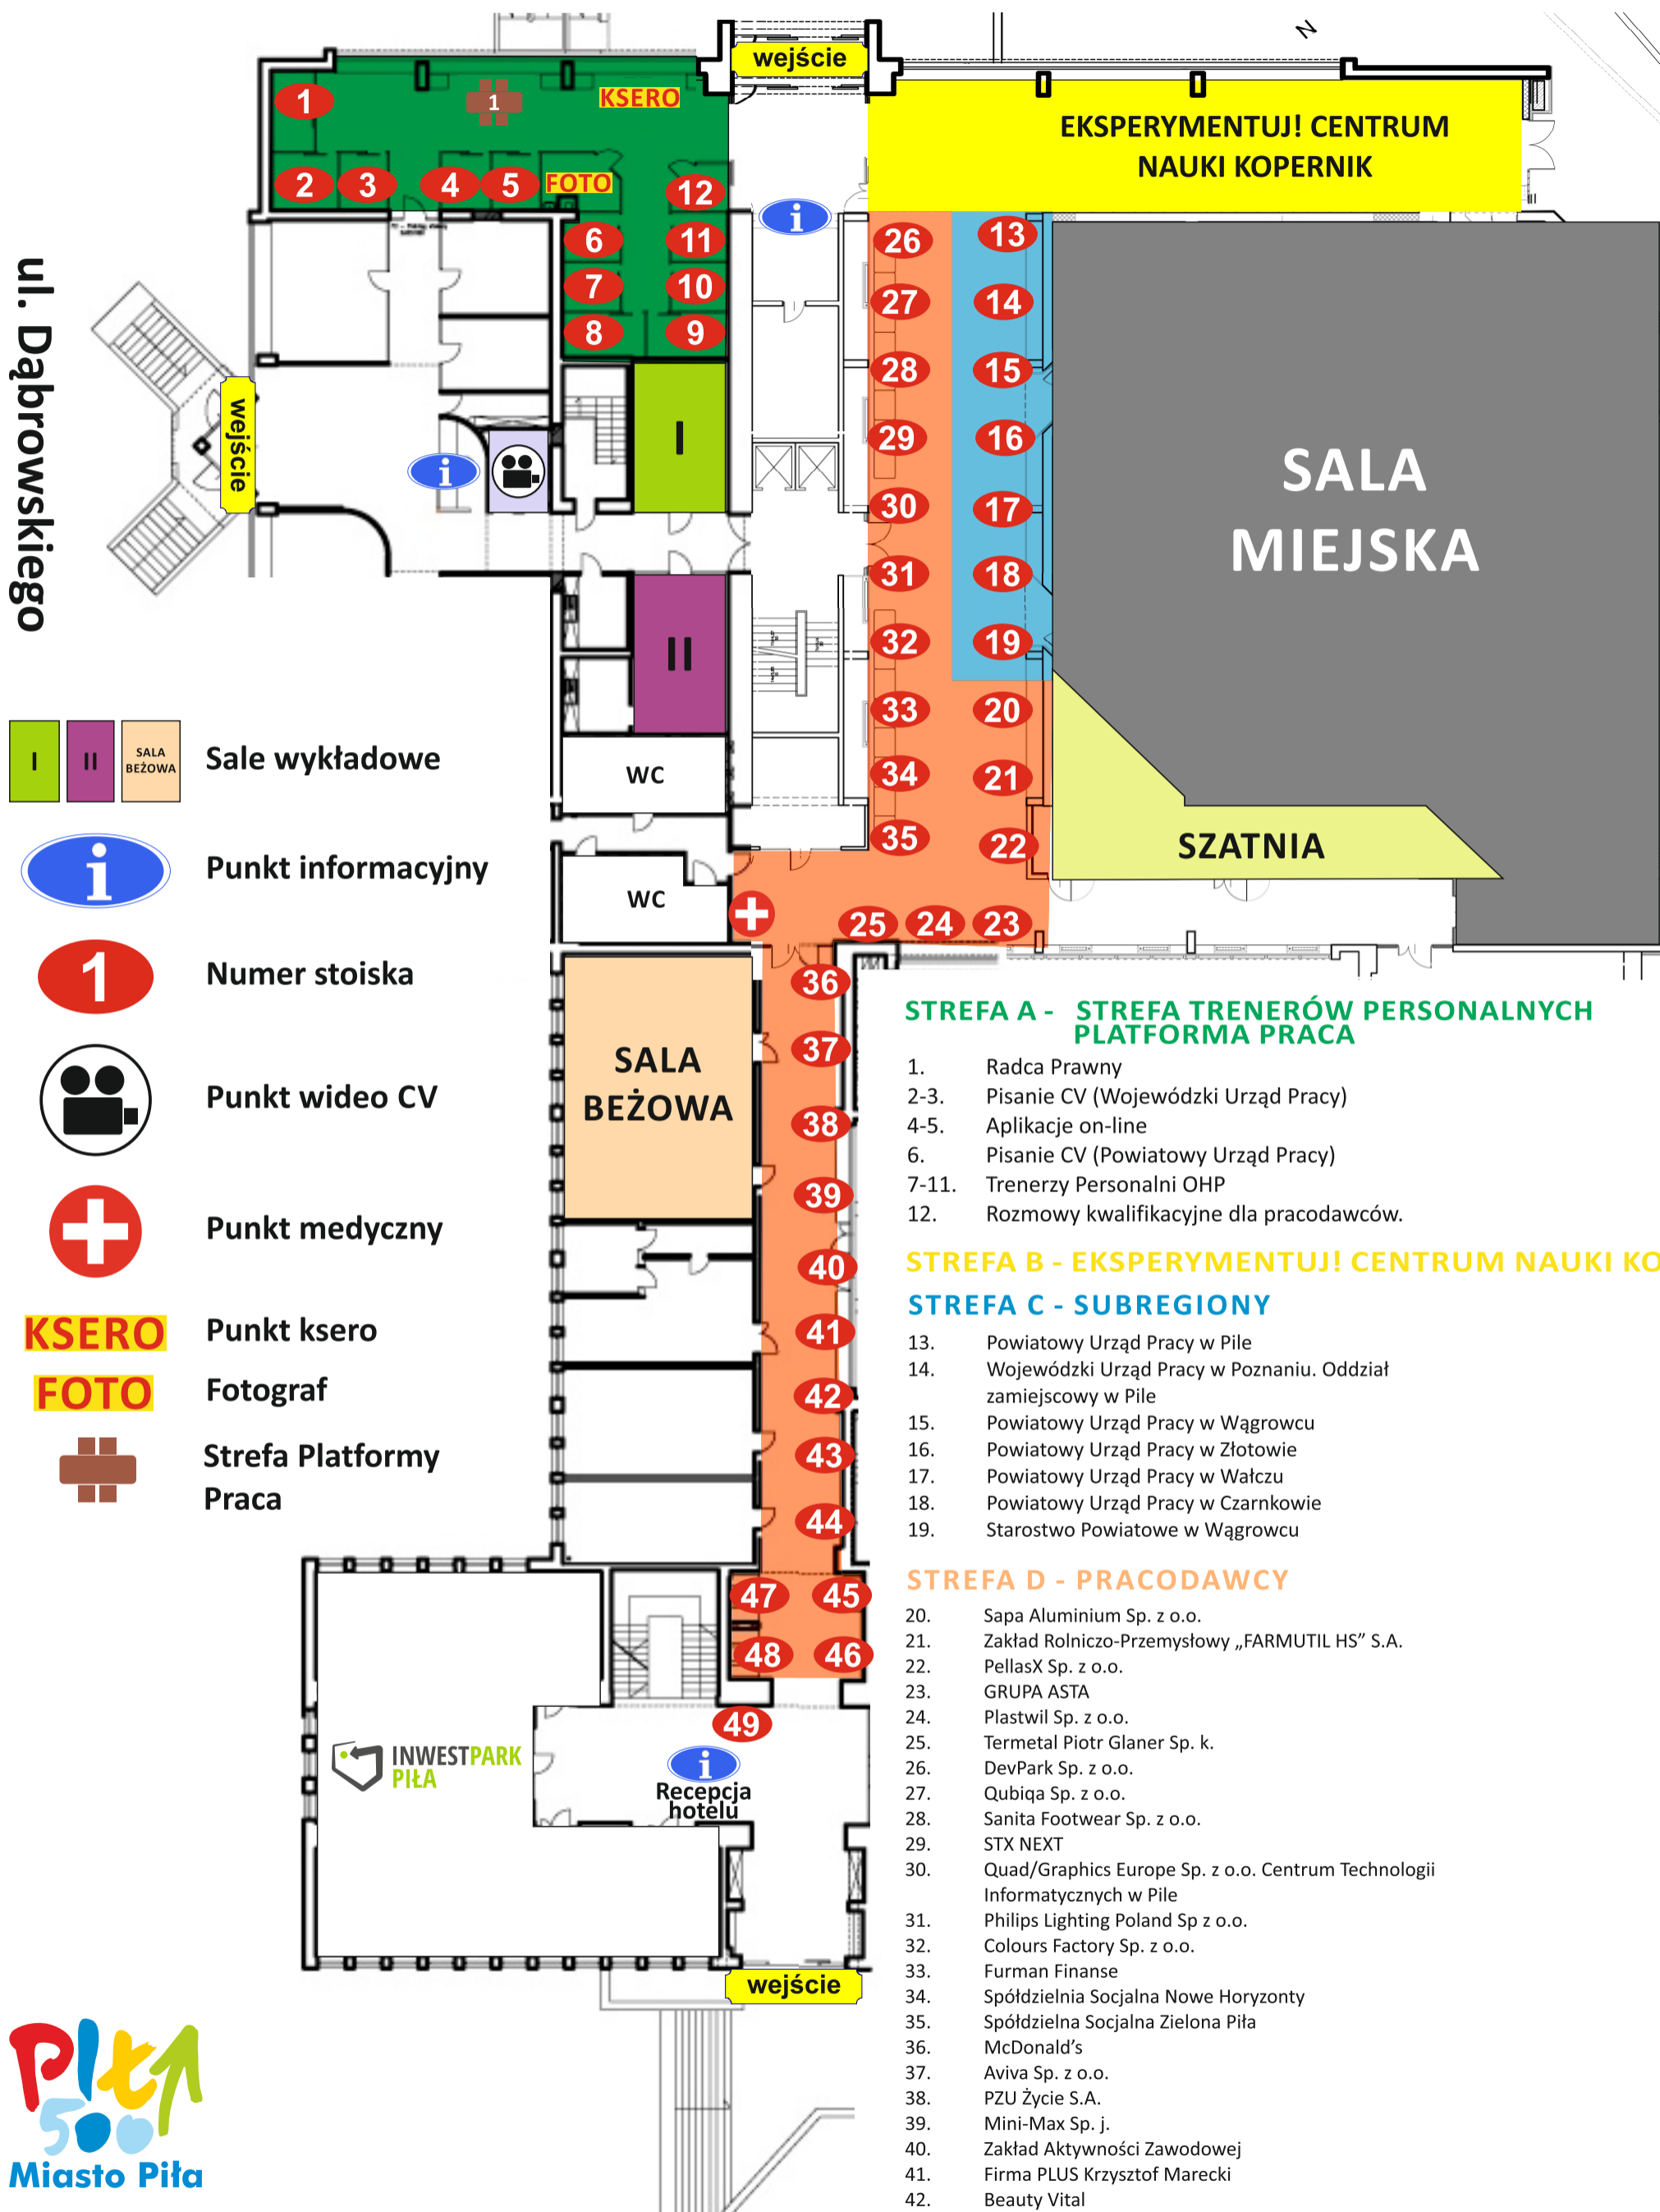 wejście
N
1
1
KSERO
EKSPERYMENTUJ! CENTRUM
NAUKI KOPERNIK
2
3
4
5
FOTO
12
6
11
7
10
8
9
26
13
27
14
28
15
29
16
30
17
31
18
32
19
33
20
34
21
35
22
25
24
23
ul. Dąbrowskiego
wejście
I
II
SALA
MIEJSKA
SZATNIA
WC
WC
I
II
SALA
BEŻOWA
Sale wykładowe
Punkt informacyjny
1
Numer stoiska
Punkt wideo CV
Punkt medyczny
KSERO
Punkt ksero
FOTO
Fotograf
Strefa Platformy
Praca
SALA
BEŻOWA
36
37
38
39
40
41
42
43
44
47
45
48
46
49
INWESTPARK
PIŁA
Recepcja
hotelu
wejście
STREFA A - STREFA TRENERÓW PERSONALNYCH
PLATFORMA PRACA
1. Radca Prawny
2-3. Pisanie CV (Wojewódzki Urząd Pracy)
4-5. Aplikacje on-line
6. Pisanie CV (Powiatowy Urząd Pracy)
7-11. Trenerzy Personalni OHP
12. Rozmowy kwalifikacyjne dla pracodawców.
STREFA B - EKSPERYMENTUJ! CENTRUM NAUKI KO
STREFA C - SUBREGIONY
13. Powiatowy Urząd Pracy w Pile
14. Wojewódzki Urząd Pracy w Poznaniu. Oddział
zamiejscowy w Pile
15. Powiatowy Urząd Pracy w Wągrowcu
16. Powiatowy Urząd Pracy w Złotowie
17. Powiatowy Urząd Pracy w Wałczu
18. Powiatowy Urząd Pracy w Czarnkowie
19. Starostwo Powiatowe w Wągrowcu
STREFA D - PRACODAWCY
20. Sapa Aluminium Sp. z o.o.
21. Zakład Rolniczo-Przemysłowy „FARMUTIL HS” S.A.
22. PellasX Sp. z o.o.
23. GRUPA ASTA
24. Plastwil Sp. z o.o.
25. Termetal Piotr Glaner Sp. k.
26. DevPark Sp. z o.o.
27. Qubiqa Sp. z o.o.
28. Sanita Footwear Sp. z o.o.
29. STX NEXT
30. Quad/Graphics Europe Sp. z o.o. Centrum Technologii
Informatycznych w Pile
31. Philips Lighting Poland Sp z o.o.
32. Colours Factory Sp. z o.o.
33. Furman Finanse
34. Spółdzielnia Socjalna Nowe Horyzonty
35. Spółdzielna Socjalna Zielona Piła
36. McDonald’s
37. Aviva Sp. z o.o.
38. PZU Życie S.A.
39. Mini-Max Sp. j.
40. Zakład Aktywności Zawodowej
41. Firma PLUS Krzysztof Marecki
42. Beauty Vital
Piła
500
Miasto Piła